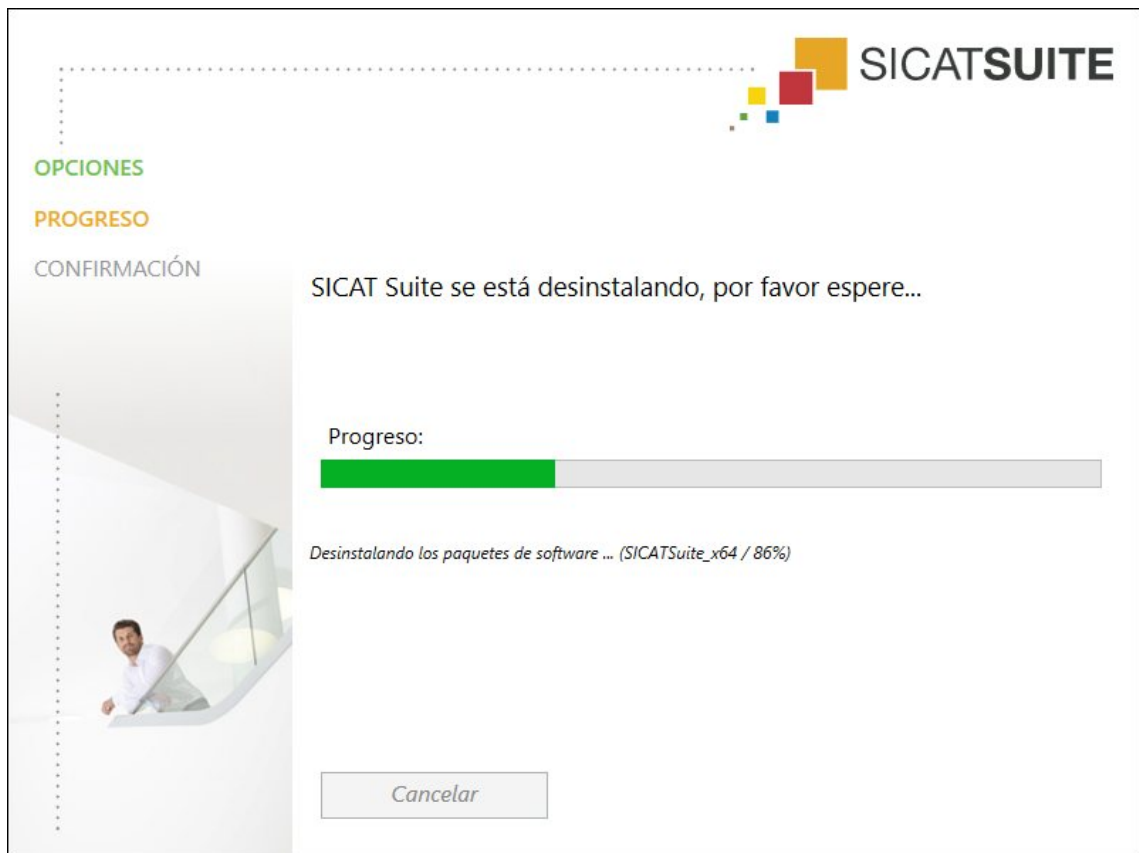 SICATSUITE
OPCIONES
PROGRESO
CONFIRMACIÓN
SICAT Suite se está desinstalando, por favor espere...
Progreso:
Desinstalando los paquetes de software ... (SICATSuite_x64 / 86%)
Cancelar